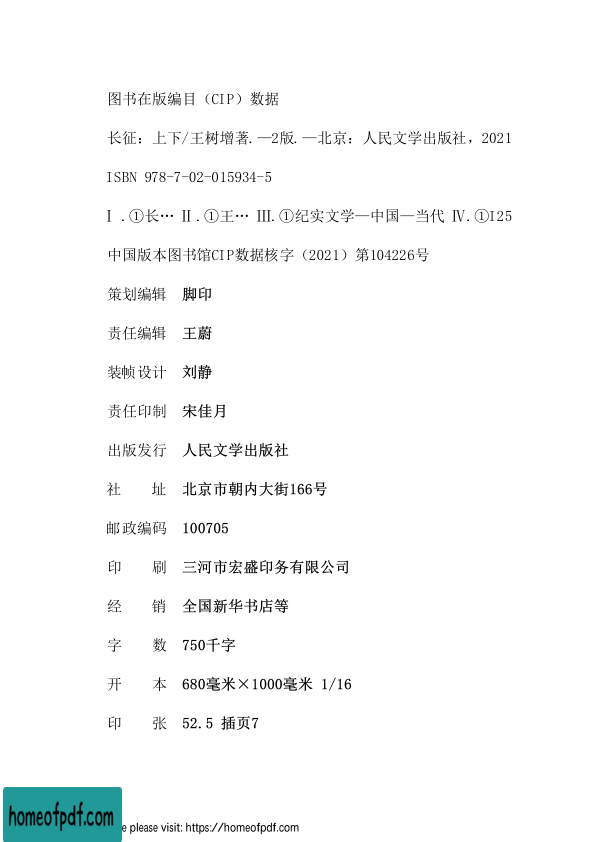 图书在版编目（CIP）数据
长征：上下/王树增著.—2版.—北京：人民文学出版社，2021
ISBN 978-7-02-015934-5
Ⅰ.①长… Ⅱ.①王… Ⅲ.①纪实文学—中国—当代 Ⅳ.①I25
中国版本图书馆CIP数据核字（2021）第104226号
策划编辑 脚印
责任编辑 王蔚
装帧设计 刘静
责任印制 宋佳月
出版发行 人民文学出版社
社 址 北京市朝内大街166号
邮政编码 100705
印 刷 三河市宏盛印务有限公司
经 销 全国新华书店等
字 数 750千字
开 本 680毫米×1000毫米 1/16
印 张 52.5 插页7
homeofpdf.com
please visit: https://homeofpdf.com